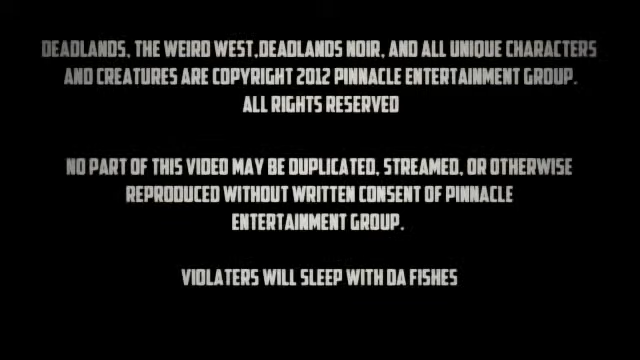 DEADLANDS, THE WEIRD WEST,DEADLANDS NOIR, AND ALL UNIQUE CHARACTERS
AND CREATURES ARE COPYRIGHT 2012 PINNACLE ENTERTAINMENT GROUP.
ALL RIGHTS RESERVED
NO PART OF THIS VIDEO MAY BE DUPLICATED, STREAMED, OR OTHERWISE
REPRODUCED WITHOUT WRITTEN CONSENT OF PINNACLE
ENTERTAINMENT GROUP.
VIOLATERS WILL SLEEP WITH DA FISHES